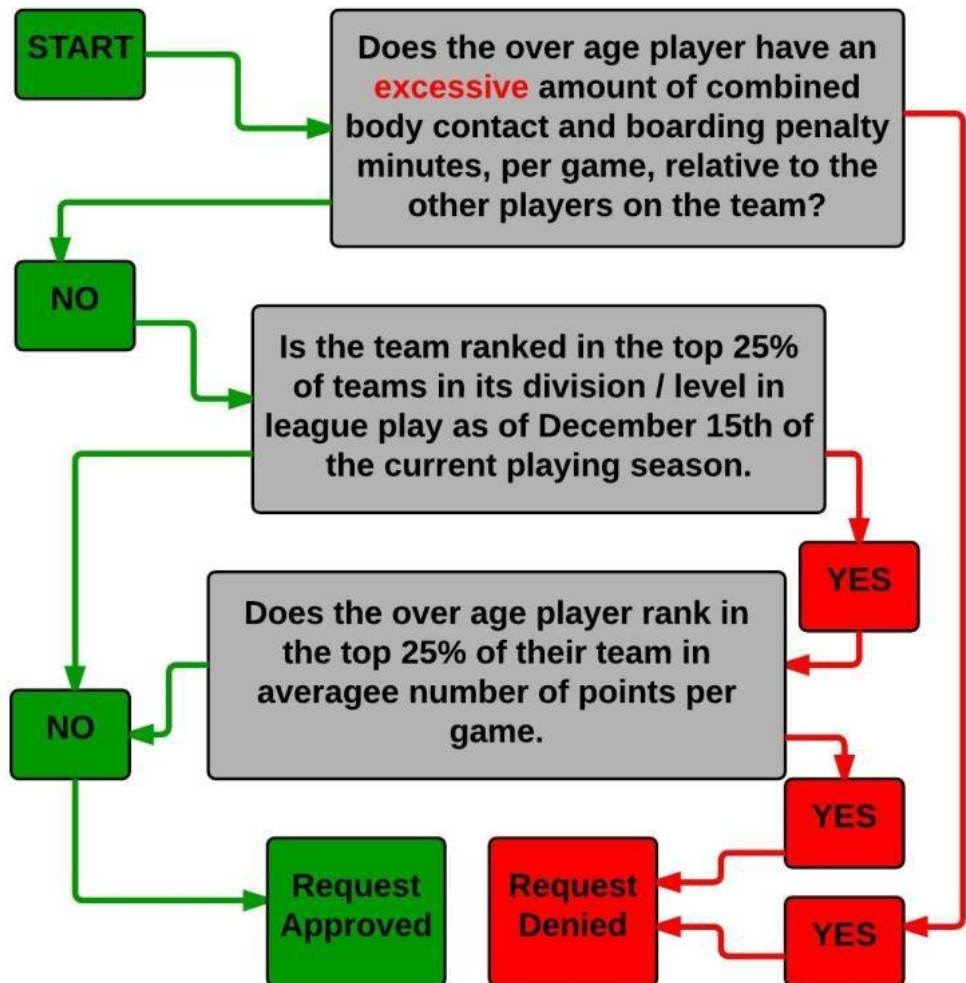 START
Does the over age player have an
excessive amount of combined
body contact and boarding penalty
minutes, per game, relative to the
other players on the team?
NO
Is the team ranked in the top 25%
of teams in its division / level in
league play as of December 15th of
the current playing season.
YES
Does the over age player rank in
the top 25% of their team in
averagee number of points per
game.
NO
YES
Request
Approved
Request
Denied
YES